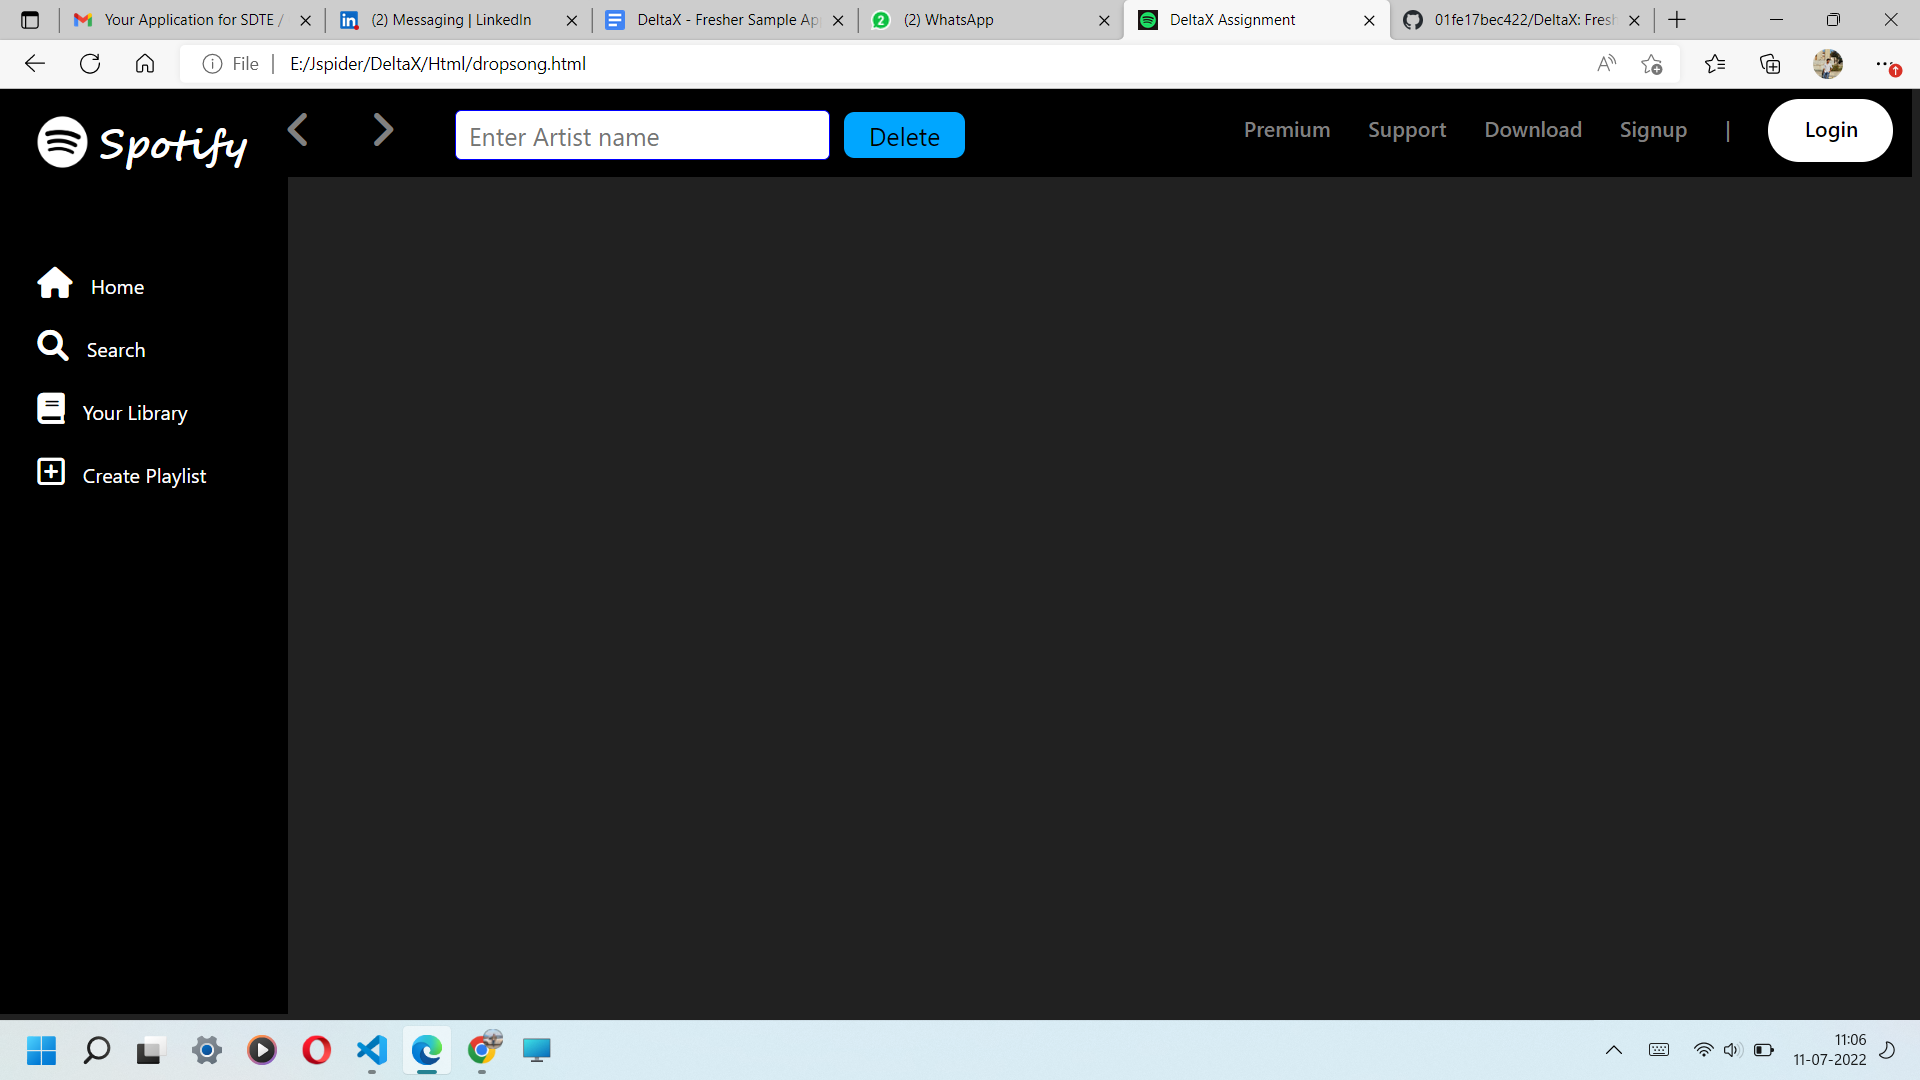 Your Application for SDTE /
(2) Messaging | LinkedIn
DeltaX - Fresher Sample Ap
2
(2) WhatsApp
DeltaX Assignment
01fe17bec422/DeltaX: Fresh
File
E:/Jspider/DeltaX/Html/dropsong.html
Spotify
Enter Artist name
Delete
Premium
Support
Download
Signup
|
Login
Home
Search
Your Library
Create Playlist
11:06
11-07-2022